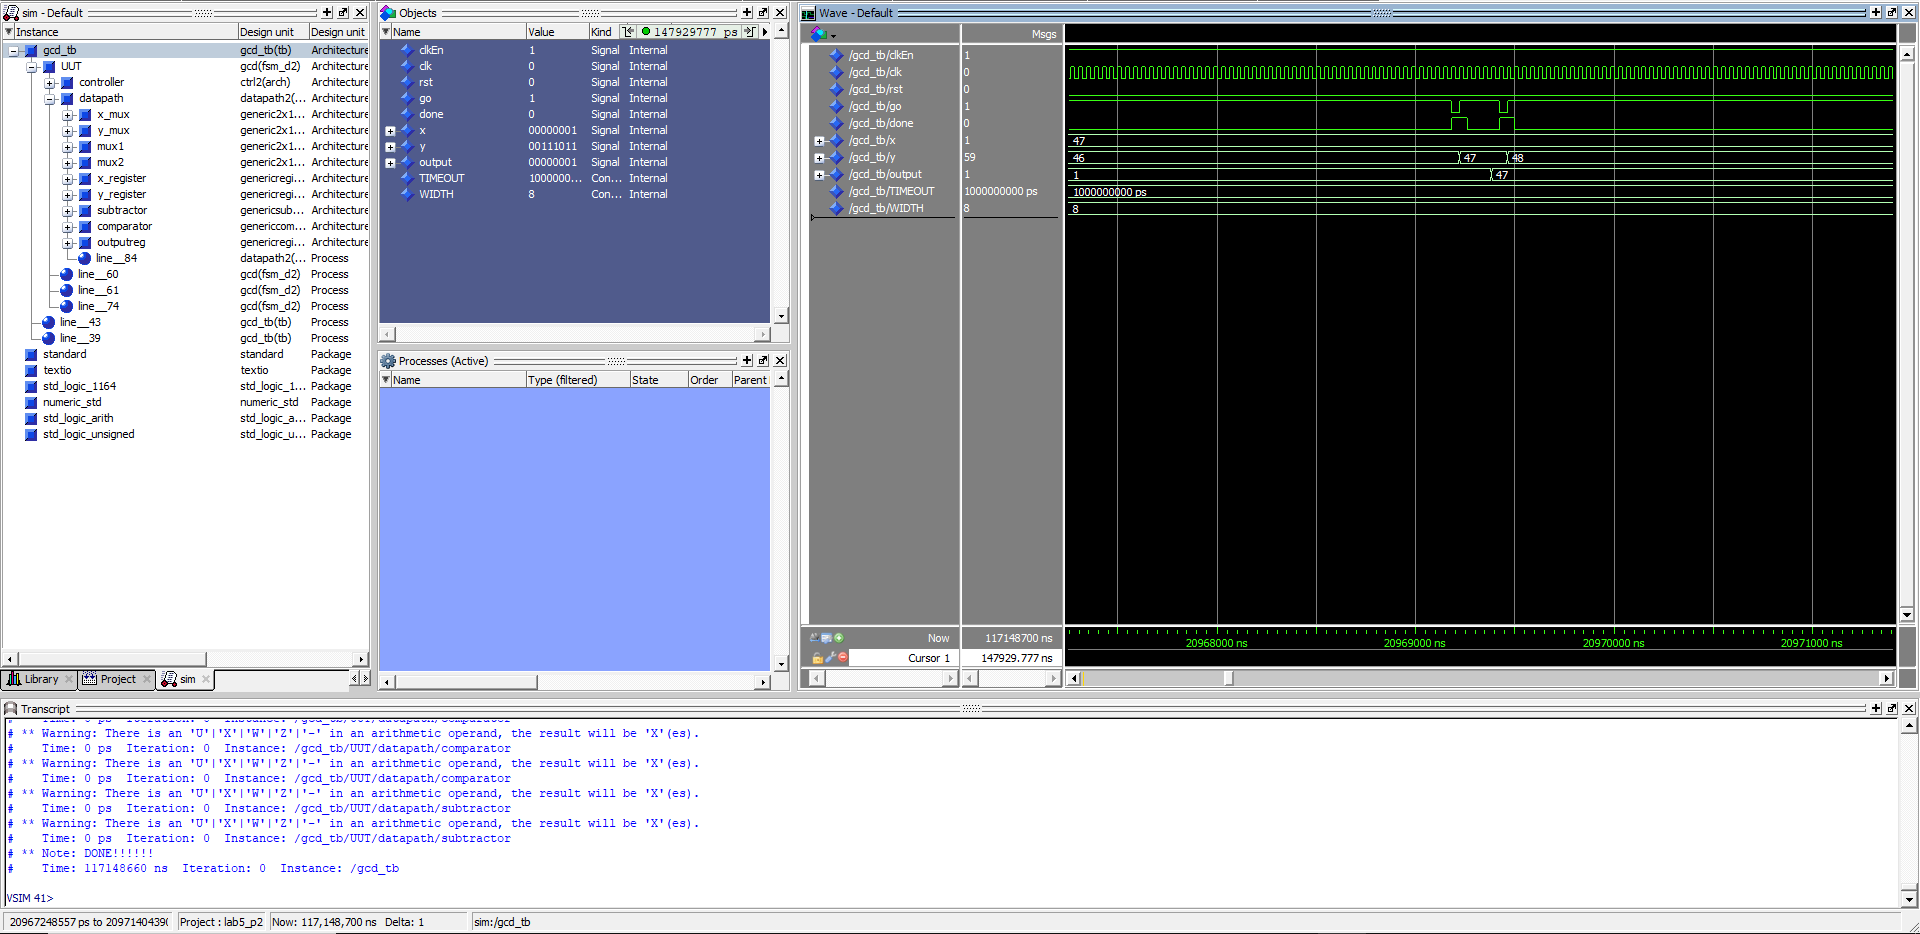 sim - Default
Instance Design unit Design unit
gcd_tb gcd_tb(tb) Architecture
UUT gcd(fsm_d2) Architecture
controller ctrl2(arch) Architecture
datapath datapath2(... Architecture
x_mux generic2x1... Architecture
y_mux generic2x1... Architecture
mux1 generic2x1... Architecture
mux2 generic2x1... Architecture
x_register genericregi... Architecture
y_register genericregi... Architecture
subtractor genericsub... Architecture
comparator genericcom... Architecture
outputreg genericregi... Architecture
line__84 datapath2(... Process
line__60 gcd(fsm_d2) Process
line__61 gcd(fsm_d2) Process
line__74 gcd(fsm_d2) Process
line__43 gcd_tb(tb) Process
line__39 gcd_tb(tb) Process
standard standard Package
textio textio Package
std_logic_1164 std_logic_1... Package
numeric_std numeric_std Package
std_logic_arith std_logic_a... Package
std_logic_unsigned std_logic_u... Package
Library Project sim
Objects
Name Value Kind 147929777 ps
clkEn 1 Signal Internal
clk 0 Signal Internal
rst 0 Signal Internal
go 1 Signal Internal
done 0 Signal Internal
x 00000001 Signal Internal
y 00111011 Signal Internal
output 00000001 Signal Internal
TIMEOUT 1000000... Con... Internal
WIDTH 8 Con... Internal
Processes (Active)
Name Type (filtered) State Order Parent
Wave - Default
Msgs
/gcd_tb/clkEn 1
/gcd_tb/clk 0
/gcd_tb/rst 0
/gcd_tb/go 1
/gcd_tb/done 0
/gcd_tb/x 1 47
/gcd_tb/y 59 46 47 48
/gcd_tb/output 1 1 47
/gcd_tb/TIMEOUT 1000000000 ps 1000000000 ps
/gcd_tb/WIDTH 8 8
Now 117148700 ns 20968000 ns 20969000 ns 20970000 ns 20971000 ns
Cursor 1 147929.777 ns
Transcript
# Time: 0 ps Iteration: 0 Instance: /gcd_tb/UUT/datapath/comparator
# ** Warning: There is an 'U'|'X'|'W'|'Z'|'-' in an arithmetic operand, the result will be 'X'(es).
# Time: 0 ps Iteration: 0 Instance: /gcd_tb/UUT/datapath/comparator
# ** Warning: There is an 'U'|'X'|'W'|'Z'|'-' in an arithmetic operand, the result will be 'X'(es).
# Time: 0 ps Iteration: 0 Instance: /gcd_tb/UUT/datapath/comparator
# ** Warning: There is an 'U'|'X'|'W'|'Z'|'-' in an arithmetic operand, the result will be 'X'(es).
# Time: 0 ps Iteration: 0 Instance: /gcd_tb/UUT/datapath/subtractor
# ** Warning: There is an 'U'|'X'|'W'|'Z'|'-' in an arithmetic operand, the result will be 'X'(es).
# Time: 0 ps Iteration: 0 Instance: /gcd_tb/UUT/datapath/subtractor
# ** Note: DONE!!!!!!
# Time: 117148660 ns Iteration: 0 Instance: /gcd_tb
VSIM 41>
20967248557 ps to 2097140439 Project : lab5_p2 Now: 117,148,700 ns Delta: 1 sim:/gcd_tb